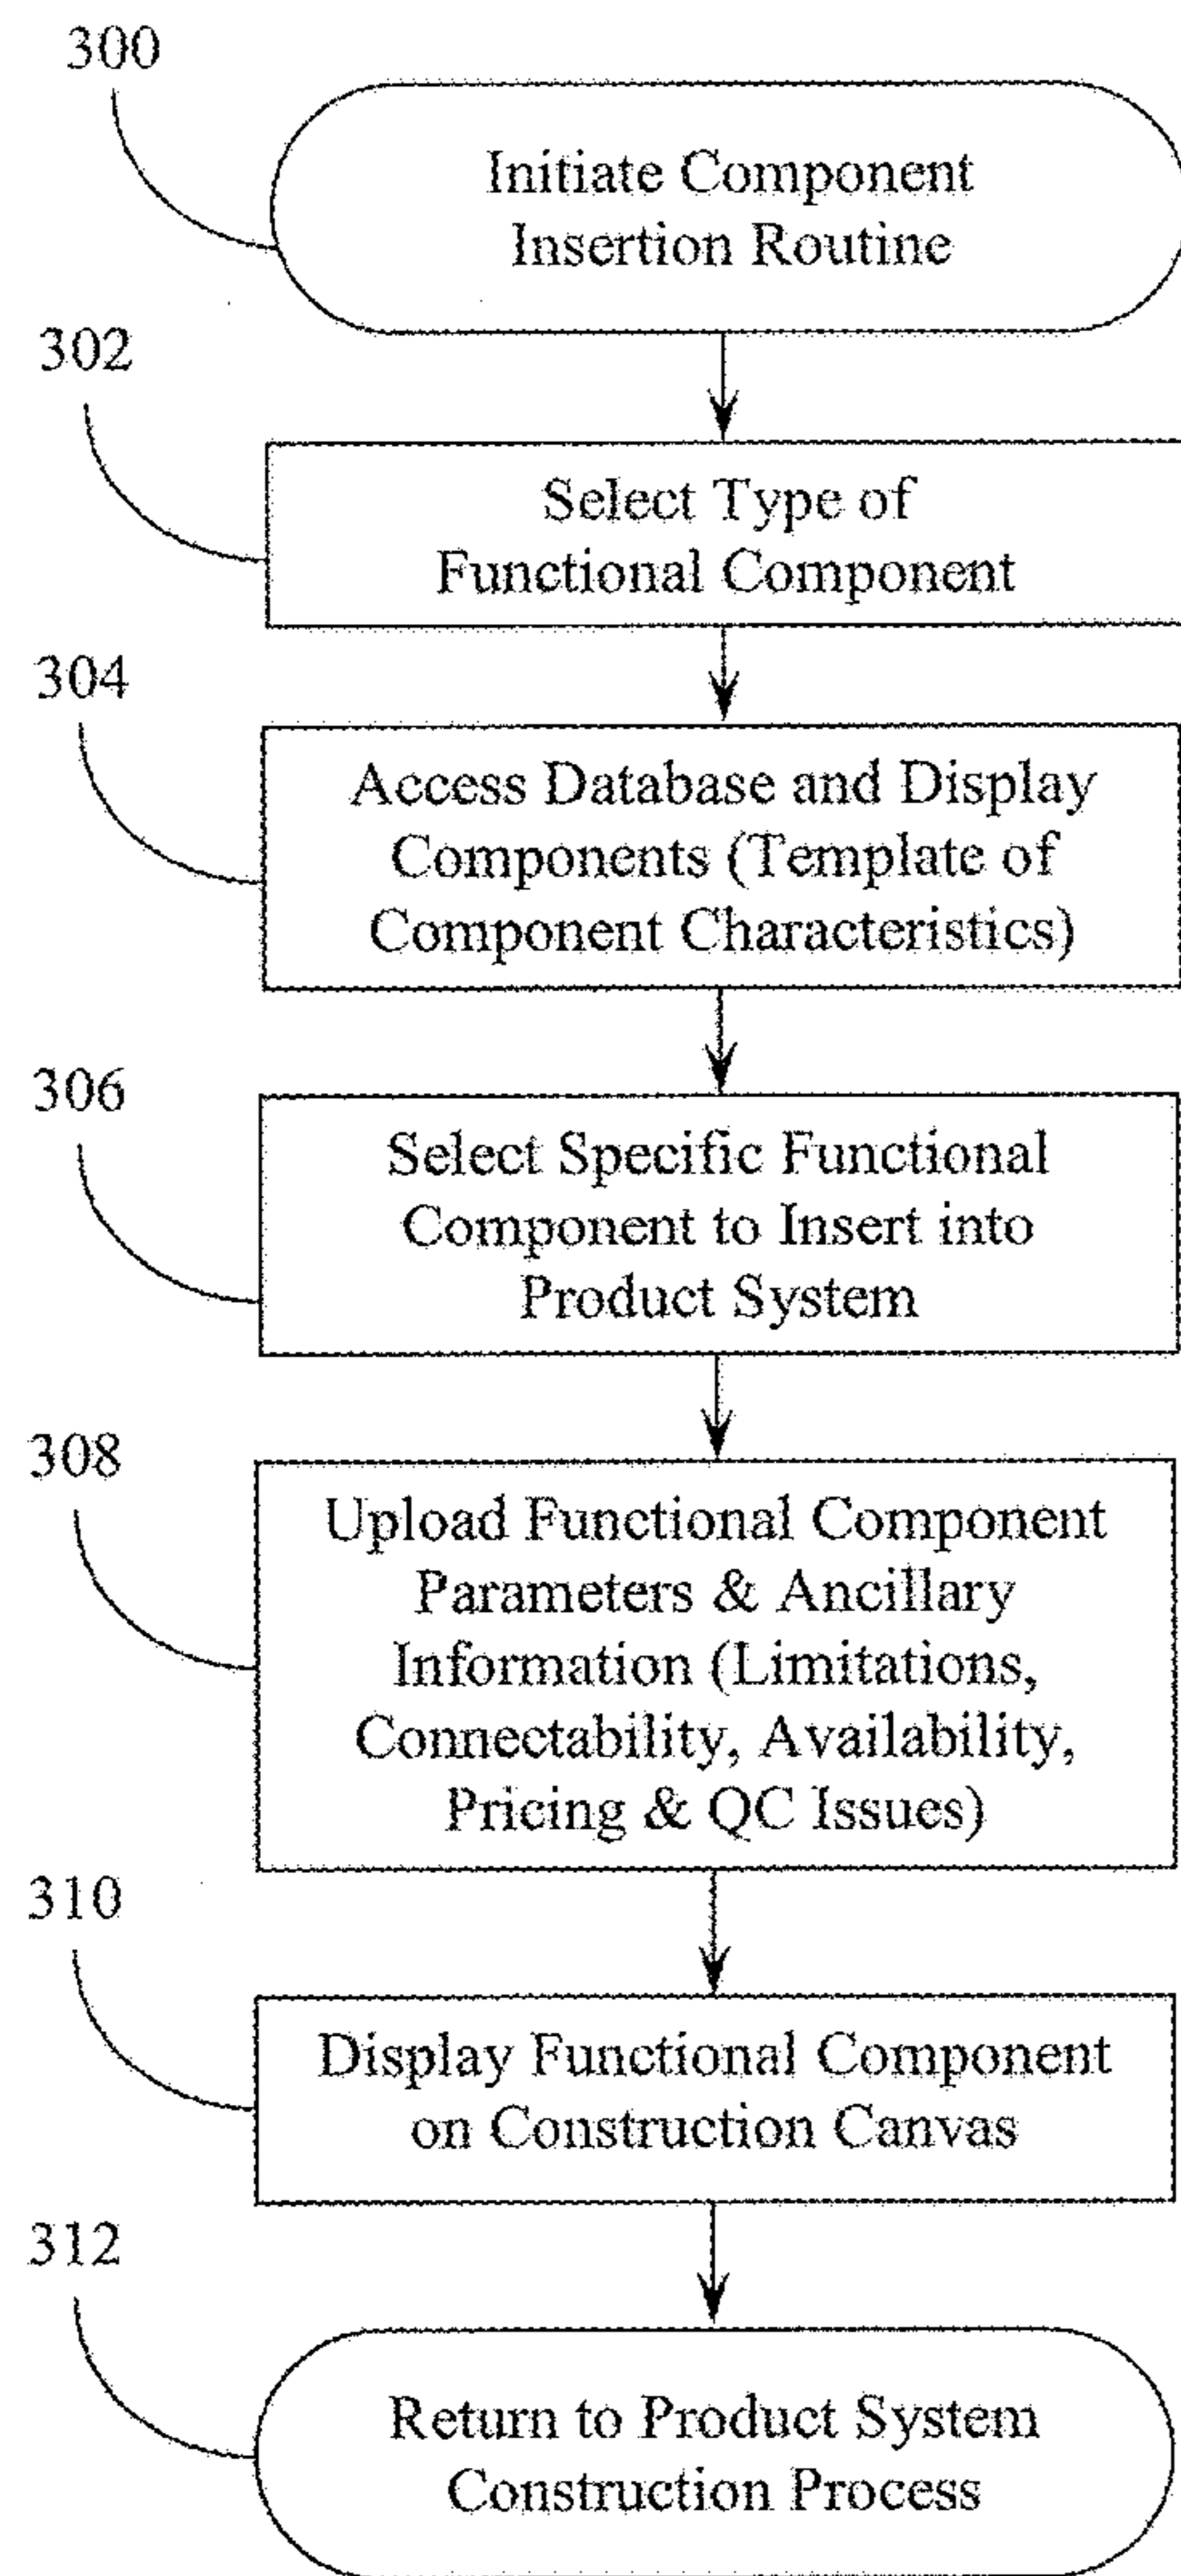 300
Initiate Component
Insertion Routine
302
Select Type of
Functional Component
304
Access Database and Display
Components (Template of
Component Characteristics)
306
Select Specific Functional
Component to Insert into
Product System
308
Upload Functional Component
Parameters & Ancillary
Information (Limitations,
Connectability, Availability,
Pricing & QC Issues)
310
Display Functional Component
on Construction Canvas
312
Return to Product System
Construction Process